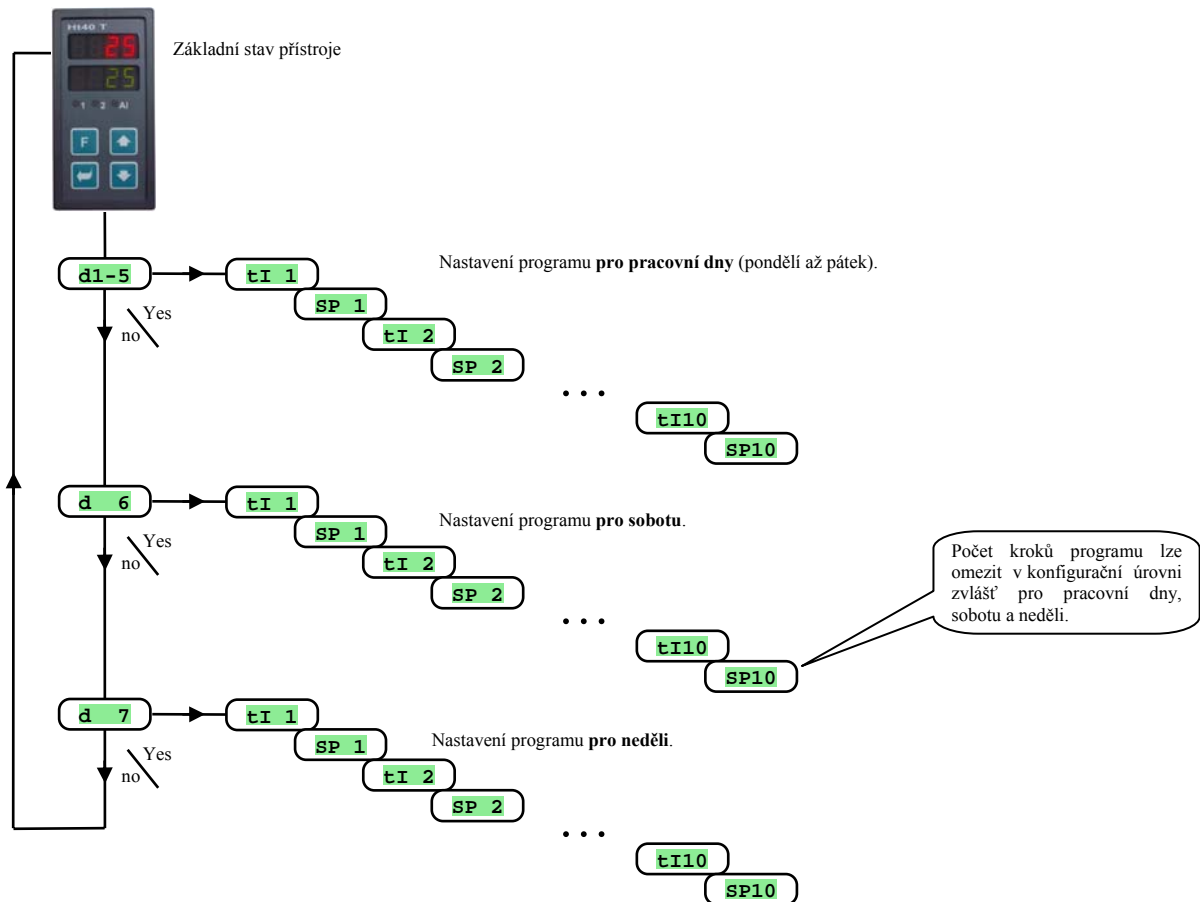 Ht40 T
25
25
1 2 Al
F
Základní stav přístroje
d1-5
tI 1
Nastavení programu pro pracovní dny (pondělí až pátek).
SP 1
Yes
no
tI 2
SP 2
...
tI10
SP10
d 6
tI 1
Nastavení programu pro sobotu.
SP 1
Yes
no
tI 2
SP 2
...
tI10
SP10
Počet kroků programu lze
omezit v konfigurační úrovni
zvlášť pro pracovní dny,
sobotu a neděli.
d 7
tI 1
Nastavení programu pro neděli.
SP 1
Yes
no
tI 2
SP 2
...
tI10
SP10